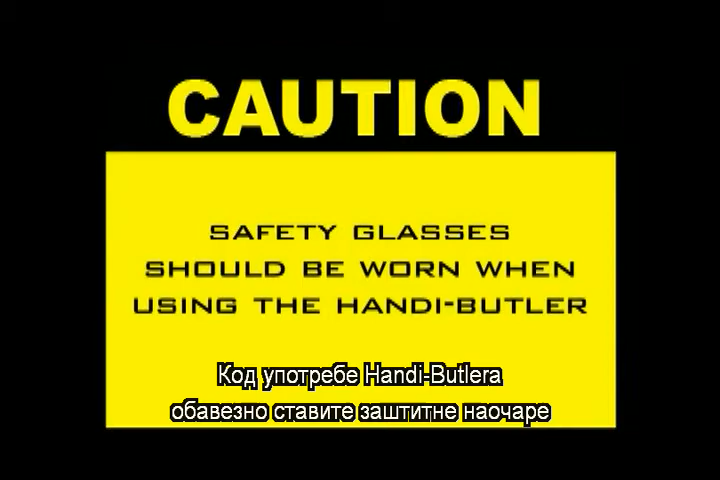 CAUTION
SAFETY GLASSES
SHOULD BE WORN WHEN
USING THE HANDI-BUTLER
Код употребе Handi-Butlera
обавезно ставите заштитне наочаре